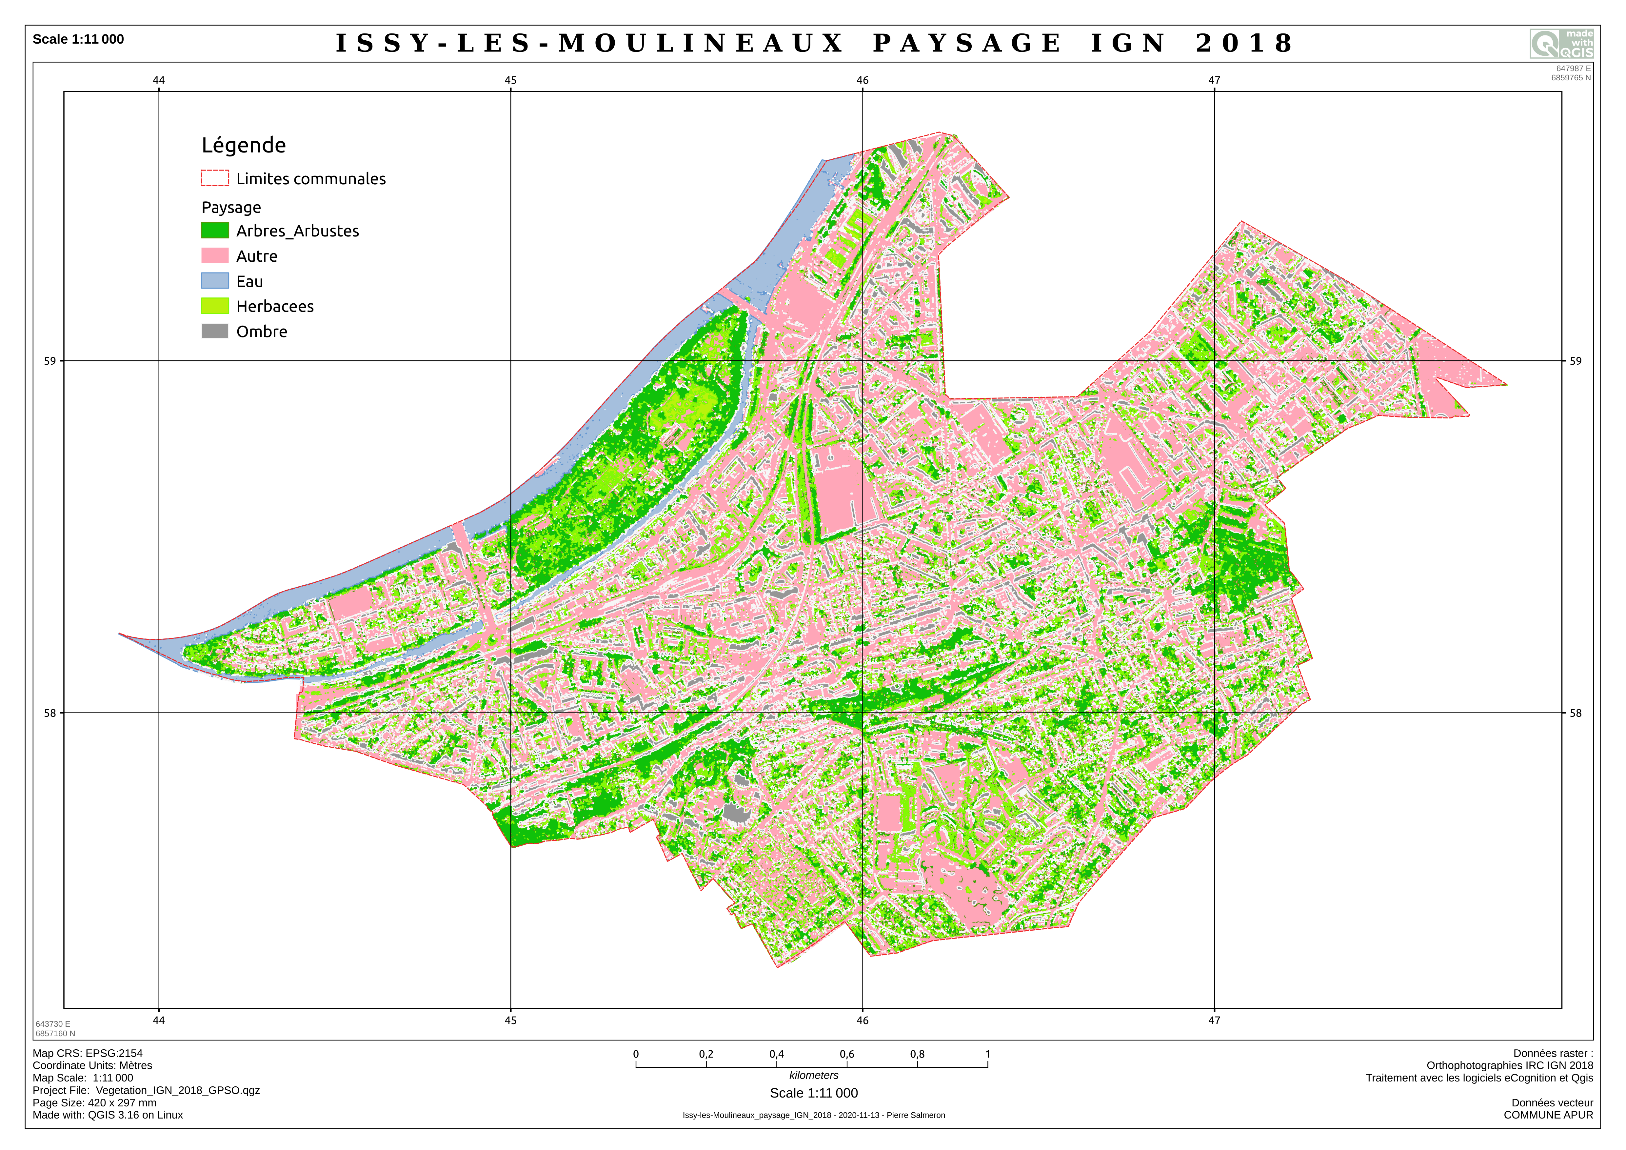 Scale 1:11 000
ISSY-LES-MOULINEAUX PAYSAGE IGN 2018
made
with
QGIS
647987 E
6859765 N
44 45 46 47
Légende
Limites communales
Paysage
Arbres_Arbustes
Autre
Eau
Herbacees
Ombre
59 59
58 58
44 45 46 47
643730 E
6857160 N
Map CRS: EPSG:2154
Coordinate Units: Mètres
Map Scale: 1:11 000
Project File: Vegetation_IGN_2018_GPSO.qgz
Page Size: 420 x 297 mm
Made with: QGIS 3.16 on Linux
0 0,2 0,4 0,6 0,8 1
kilometers
Scale 1:11 000
Issy-les-Moulineaux_paysage_IGN_2018 - 2020-11-13 - Pierre Salmeron
Données raster :
Orthophotographies IRC IGN 2018
Traitement avec les logiciels eCognition et Qgis
Données vecteur
COMMUNE APUR